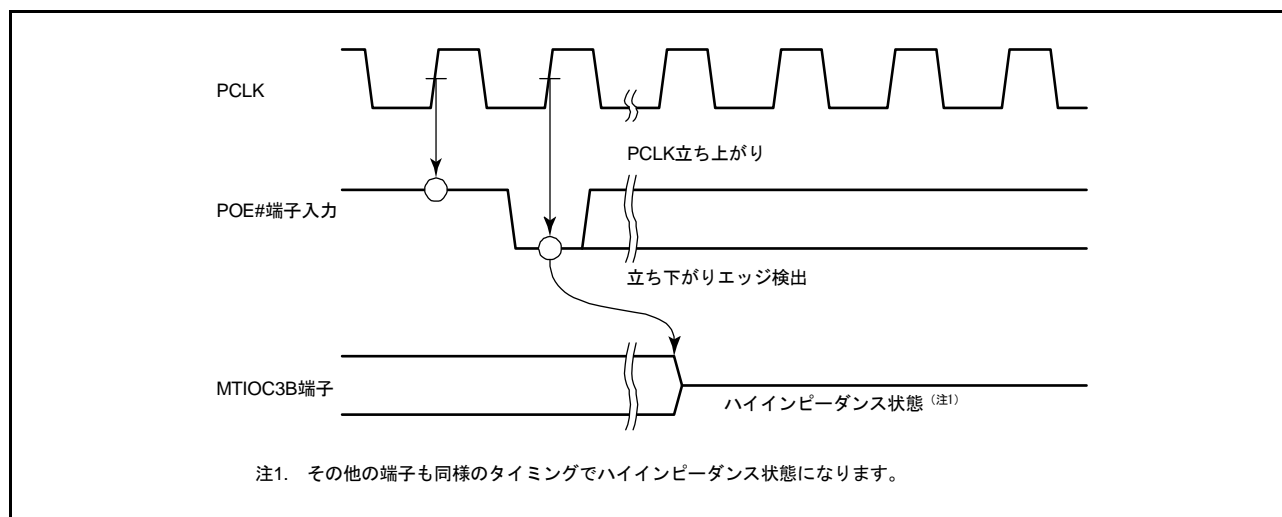 PCLK
PCLK立ち上がり
POE#端子入力
立ち下がりエッジ検出
MTIOC3B端子
ハイインピーダンス状態（注1）
注1. その他の端子も同様のタイミングでハイインピーダンス状態になります。